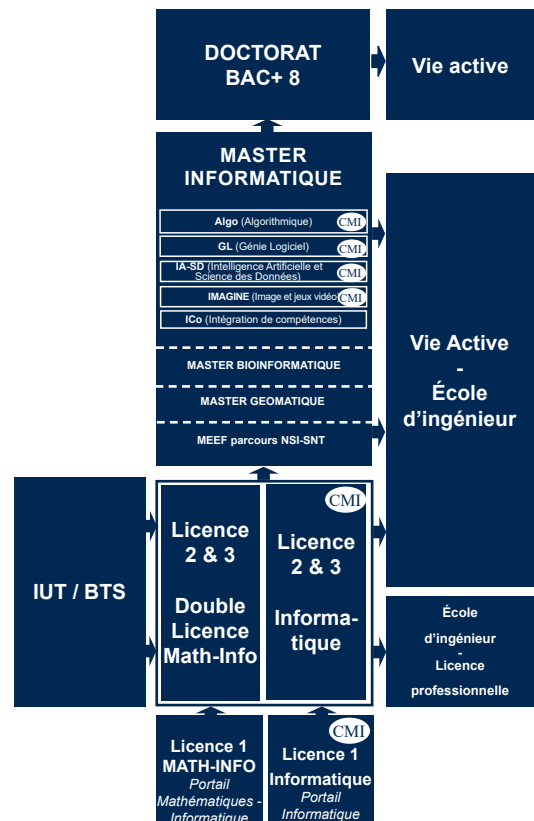 DOCTORAT
BAC+ 8
Vie active
MASTER
INFORMATIQUE
Algo (Algorithmique)
CMI
GL (Génie Logiciel)
CMI
IA-SD (Intelligence Artificielle et
Science des Données)
CMI
IMAGINE (Image et jeux vidéo
CMI
ICo (Intégration de compétences)
MASTER BIOINFORMATIQUE
MASTER GEOMATIQUE
MEEF parcours NSI-SNT
Vie Active
-
École
d'ingénieur
IUT / BTS
Licence
2 & 3
Double
Licence
Math-Info
CMI
Licence
2 & 3
Informa-
tique
École
d'ingénieur
-
Licence
professionnelle
Licence 1
MATH-INFO
Portail
Mathématiques -
Informatique
CMI
Licence 1
Informatique
Portail
Informatique